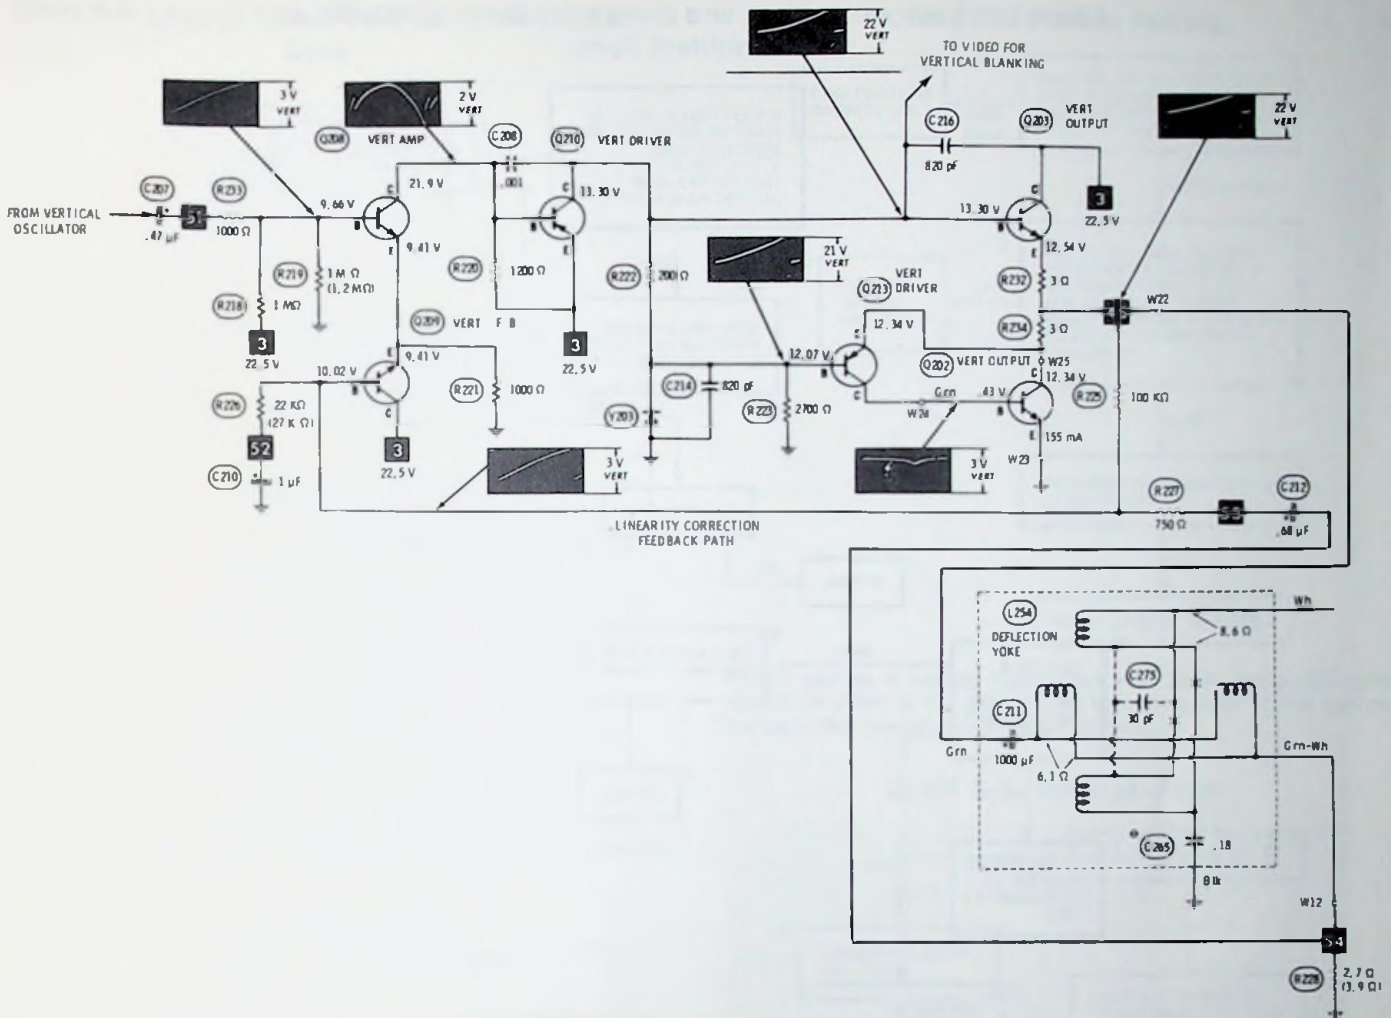 22 V
VERT
TO VIDEO FOR
VERTICAL BLANKING
3 V
VERT
2 V
VERT
22 V
VERT
Q208
VERT AMP
C208
.001
Q210
VERT DRIVER
C216
820 pF
Q203
VERT
OUTPUT
3
22.5 V
FROM VERTICAL
OSCILLATOR
C207
.47 µF
51
R233
1000 Ω
9.66 V
B
C
21.9 V
E
9.41 V
R218
1 MΩ
3
22.5 V
R219
1 M Ω
(1.2 MΩ)
R220
1200 Ω
B
C
13.30 V
E
3
22.5 V
R222
200 Ω
21 V
VERT
Q213
VERT
DRIVER
13.30 V
B
C
E
12.54 V
R232
3 Ω
R234
3 Ω
W22
Q209
VERT F B
E
9.41 V
10.02 V
B
C
3
22.5 V
R221
1000 Ω
R226
22 KΩ
(27 K Ω)
52
C210
1 µF
Y203
C214
820 pF
R223
2700 Ω
12.07 V
B
E
12.34 V
C
W24
Grn
Q202
VERT OUTPUT
W25
C
12.34 V
.43 V
B
E
155 mA
W23
R225
100 KΩ
3 V
VERT
3 V
VERT
LINEARITY CORRECTION
FEEDBACK PATH
R227
750 Ω
C212
.68 µF
L254
DEFLECTION
YOKE
Wh
8.6 Ω
C275
30 pF
Grn
C211
1000 µF
6.1 Ω
Grn-Wh
C265
.18
Blk
W12
54
R228
2.7 Ω
(3.9 Ω)